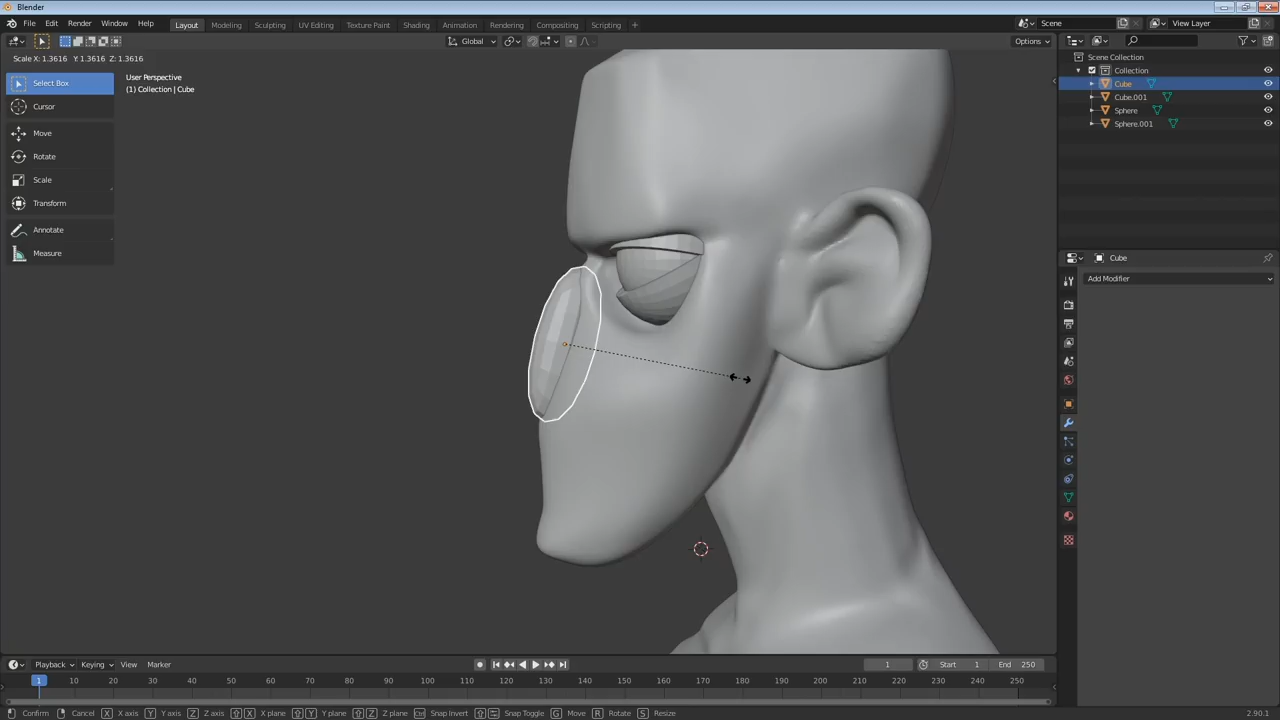 Blender
File Edit Render Window Help
Layout Modeling Sculpting UV Editing Texture Paint Shading Animation Rendering Compositing Scripting +
Scene
View Layer
Global
Options
Scale X: 1.3616 Y: 1.3616 Z: 1.3616
User Perspective
(1) Collection | Cube
Select Box
Cursor
Move
Rotate
Scale
Transform
Annotate
Measure
Scene Collection
Collection
Cube
Cube.001
Sphere
Sphere.001
Cube
Add Modifier
Playback Keying View Marker
1
Start 1
End 250
1 10 20 30 40 50 60 70 80 90 100 110 120 130 140 150 160 170 180 190 200 210 220 230 240 250
Confirm Cancel X X axis Y Y axis Z Z axis X X plane Y Y plane Z Z plane Ctrl Snap Invert Snap Toggle G Move R Rotate S Resize
2.90.1